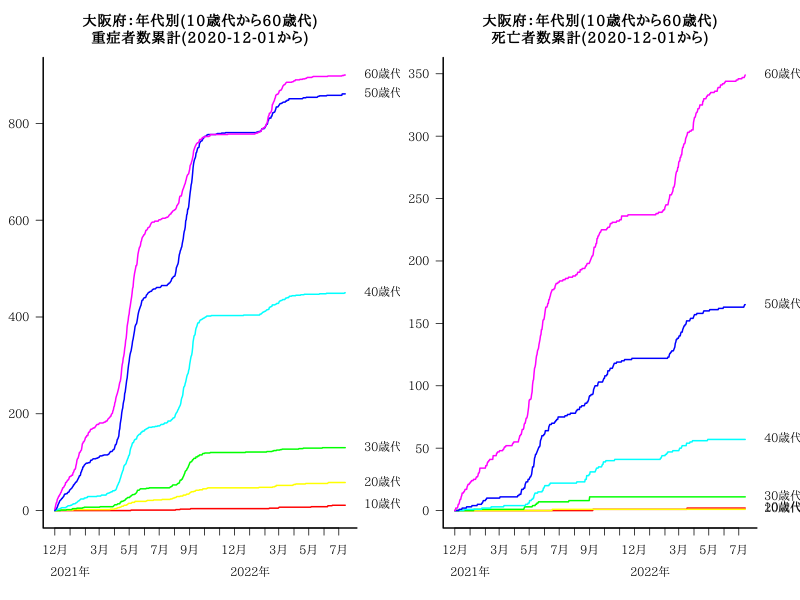 大阪府：年代別(10歳代から60歳代)
重症者数累計(2020-12-01から)
800
600
400
200
0
60歳代
50歳代
40歳代
30歳代
20歳代
10歳代
12月 3月 5月 7月 9月 12月 3月 5月 7月
2021年 2022年
大阪府：年代別(10歳代から60歳代)
死亡者数累計(2020-12-01から)
350
300
250
200
150
100
50
0
60歳代
50歳代
40歳代
30歳代
12月 3月 5月 7月 9月 12月 3月 5月 7月
2021年 2022年